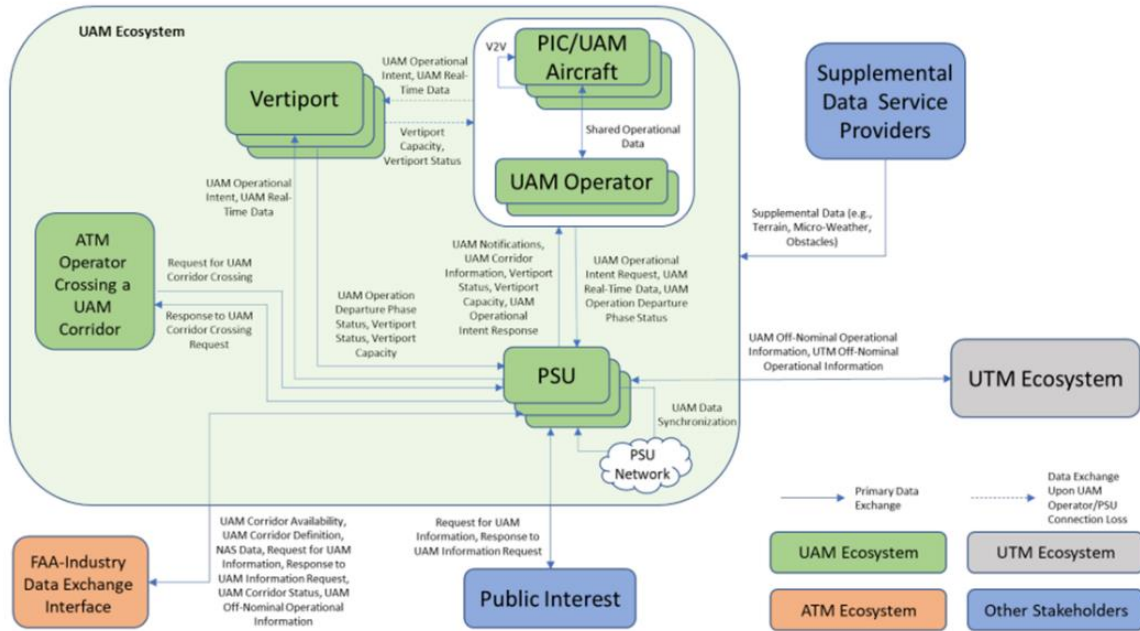 UAM Ecosystem
V2V
PIC/UAM
Aircraft
UAM Operational
Intent, UAM Real-
Time Data
Vertiport
Supplemental
Data Service
Providers
Vertiport
Capacity,
Vertiport Status
Shared Operational
Data
UAM Operator
UAM Operational
Intent, UAM Real-
Time Data
ATM
Operator
Crossing a
UAM
Corridor
Request for UAM
Corridor Crossing
Response to UAM
Corridor Crossing
Request
UAM Operation
Departure Phase
Status, Vertiport
Status, Vertiport
Capacity
UAM Notifications,
UAM Corridor
Information, Vertiport
Status, Vertiport
Capacity, UAM
Operational
Intent Response
UAM Operational
Intent Request, UAM
Real-Time Data, UAM
Operation Departure
Phase Status
Supplemental Data (e.g.,
Terrain, Micro-Weather,
Obstacles)
UAM Off-Nominal Operational
Information, UTM Off-Nominal
Operational Information
PSU
UTM Ecosystem
UAM Data
Synchronization
PSU
Network
FAA-Industry
Data Exchange
Interface
UAM Corridor Availability,
UAM Corridor Definition,
NAS Data, Request for UAM
Information, Response to
UAM Information Request,
UAM Corridor Status, UAM
Off-Nominal Operational
Information
Request for UAM
Information, Response to
UAM Information Request
Public Interest
Primary Data
Exchange
Data Exchange
Upon UAM
Operator/PSU
Connection Loss
UAM Ecosystem
UTM Ecosystem
ATM Ecosystem
Other Stakeholders